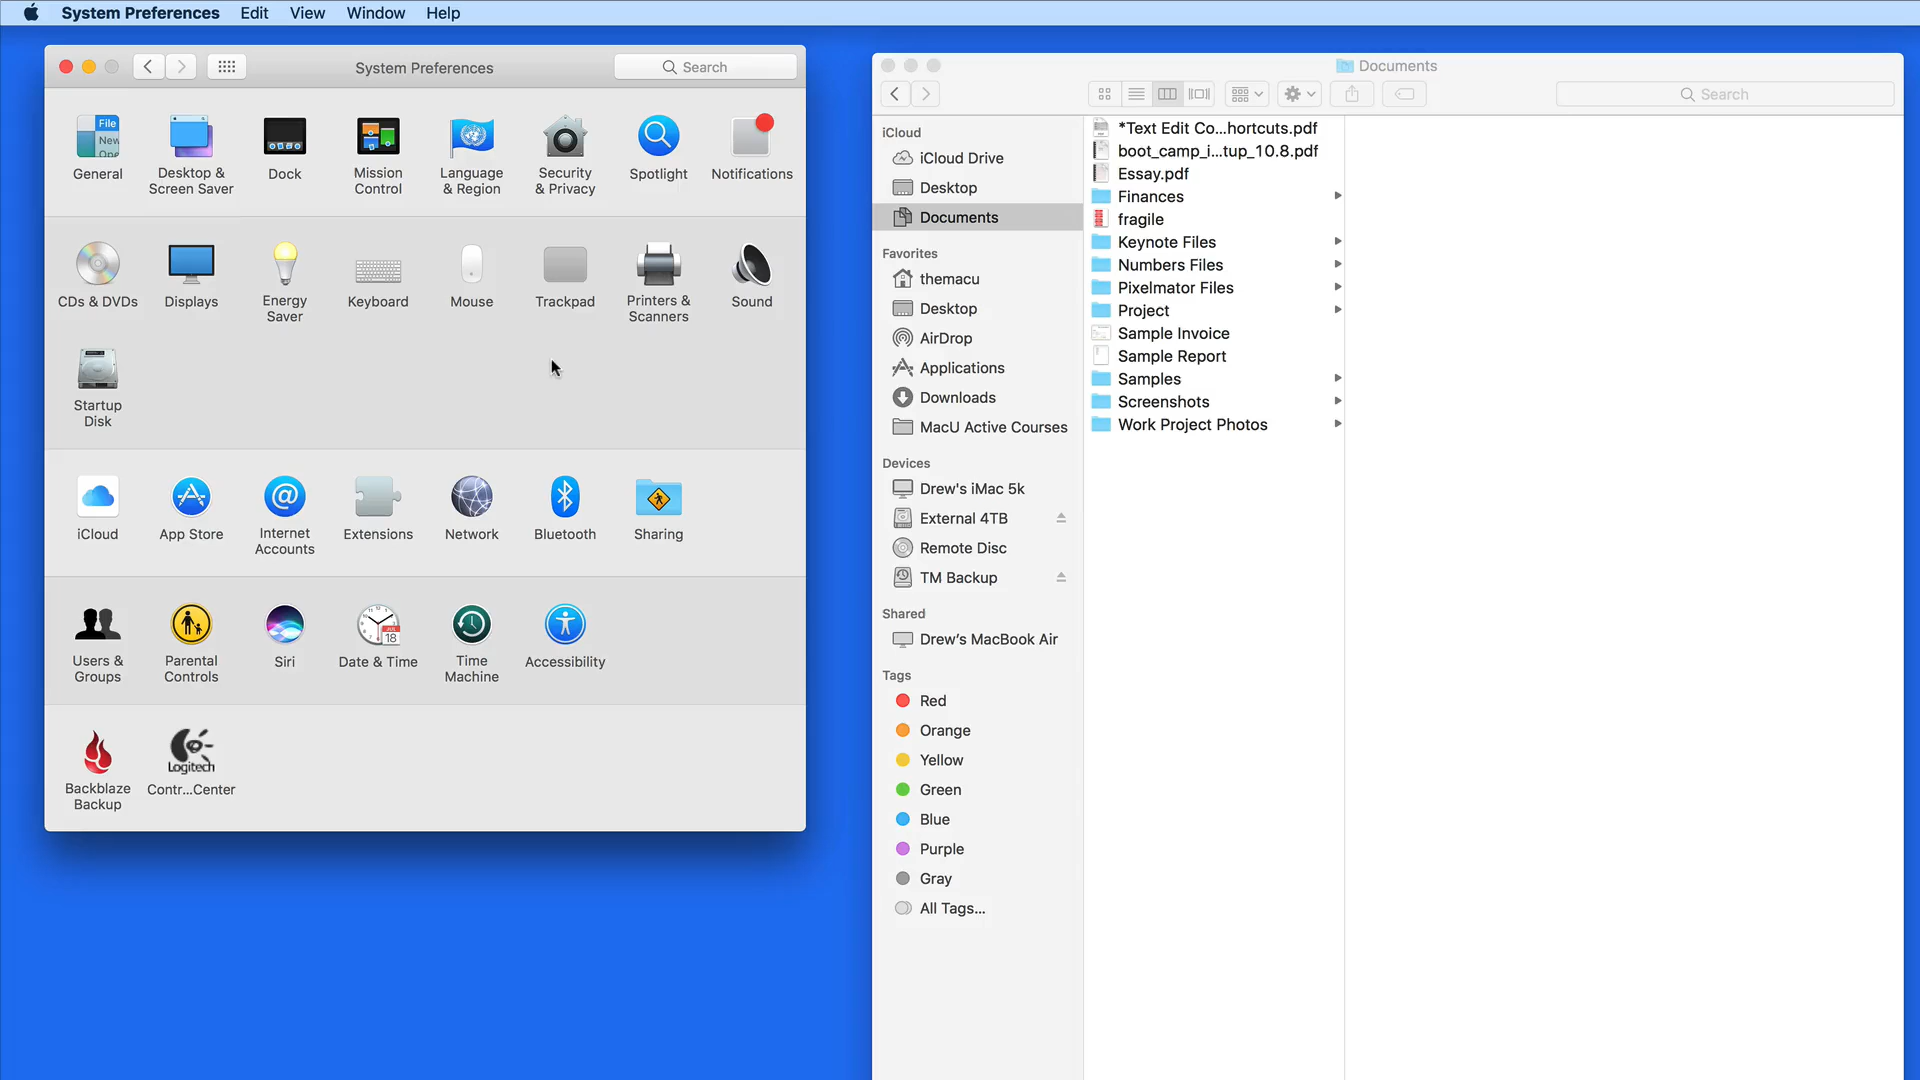 System Preferences Edit View Window Help
System Preferences
Search
File
New
Ope
General
Desktop &
Screen Saver
Dock
Mission
Control
Language
& Region
Security
& Privacy
Spotlight
Notifications
CDs & DVDs
Displays
Energy
Saver
Keyboard
Mouse
Trackpad
Printers &
Scanners
Sound
Startup
Disk
iCloud
App Store
Internet
Accounts
Extensions
Network
Bluetooth
Sharing
Users &
Groups
Parental
Controls
Siri
18
Date & Time
Time
Machine
Accessibility
Backblaze
Backup
Logitech
Contr...Center
Documents
Search
iCloud
iCloud Drive
Desktop
Documents
Favorites
themacu
Desktop
AirDrop
Applications
Downloads
MacU Active Courses
Devices
Drew's iMac 5k
External 4TB
Remote Disc
TM Backup
Shared
Drew’s MacBook Air
Tags
Red
Orange
Yellow
Green
Blue
Purple
Gray
All Tags...
*Text Edit Co...hortcuts.pdf
boot_camp_i...tup_10.8.pdf
Essay.pdf
Finances
fragile
Keynote Files
Numbers Files
Pixelmator Files
Project
Sample Invoice
Sample Report
Samples
Screenshots
Work Project Photos